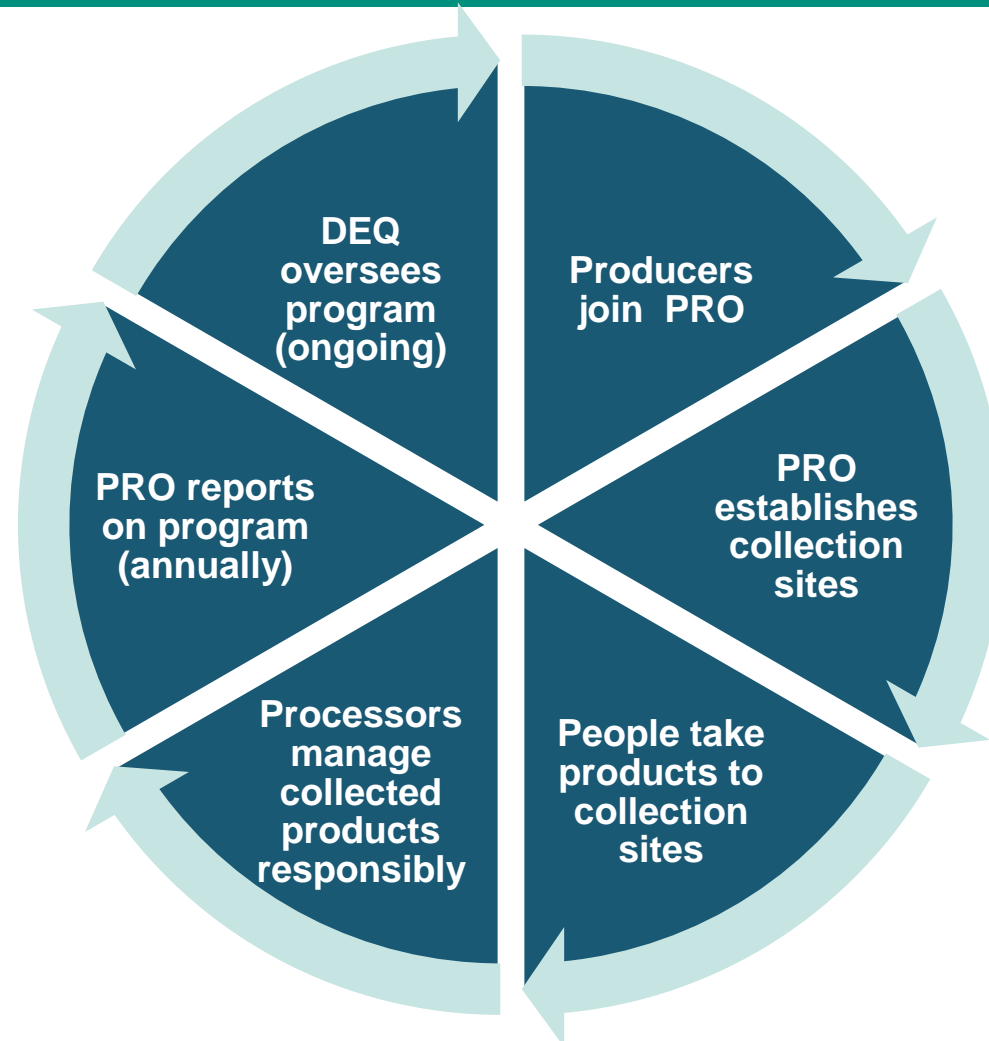 Producers
join  PRO
PRO
establishes
collection
sites
People take
products to
collection
sites
Processors
manage
collected
products
responsibly
PRO reports
on program
(annually)
DEQ
oversees
program
(ongoing)